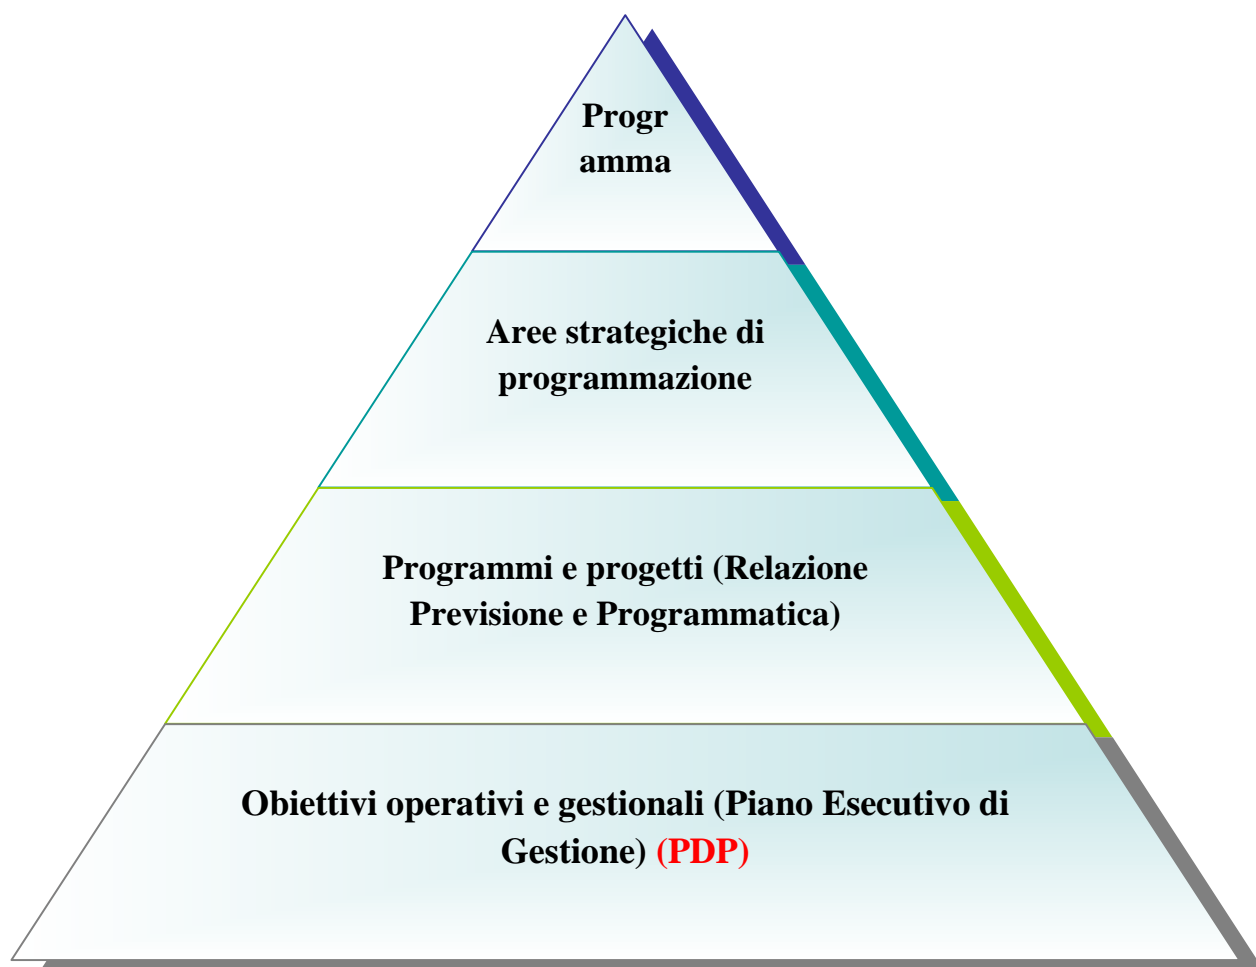 Progr
amma
Aree strategiche di
programmazione
Programmi e progetti (Relazione
Previsione e Programmatica)
Obiettivi operativi e gestionali (Piano Esecutivo di
Gestione) (PDP)